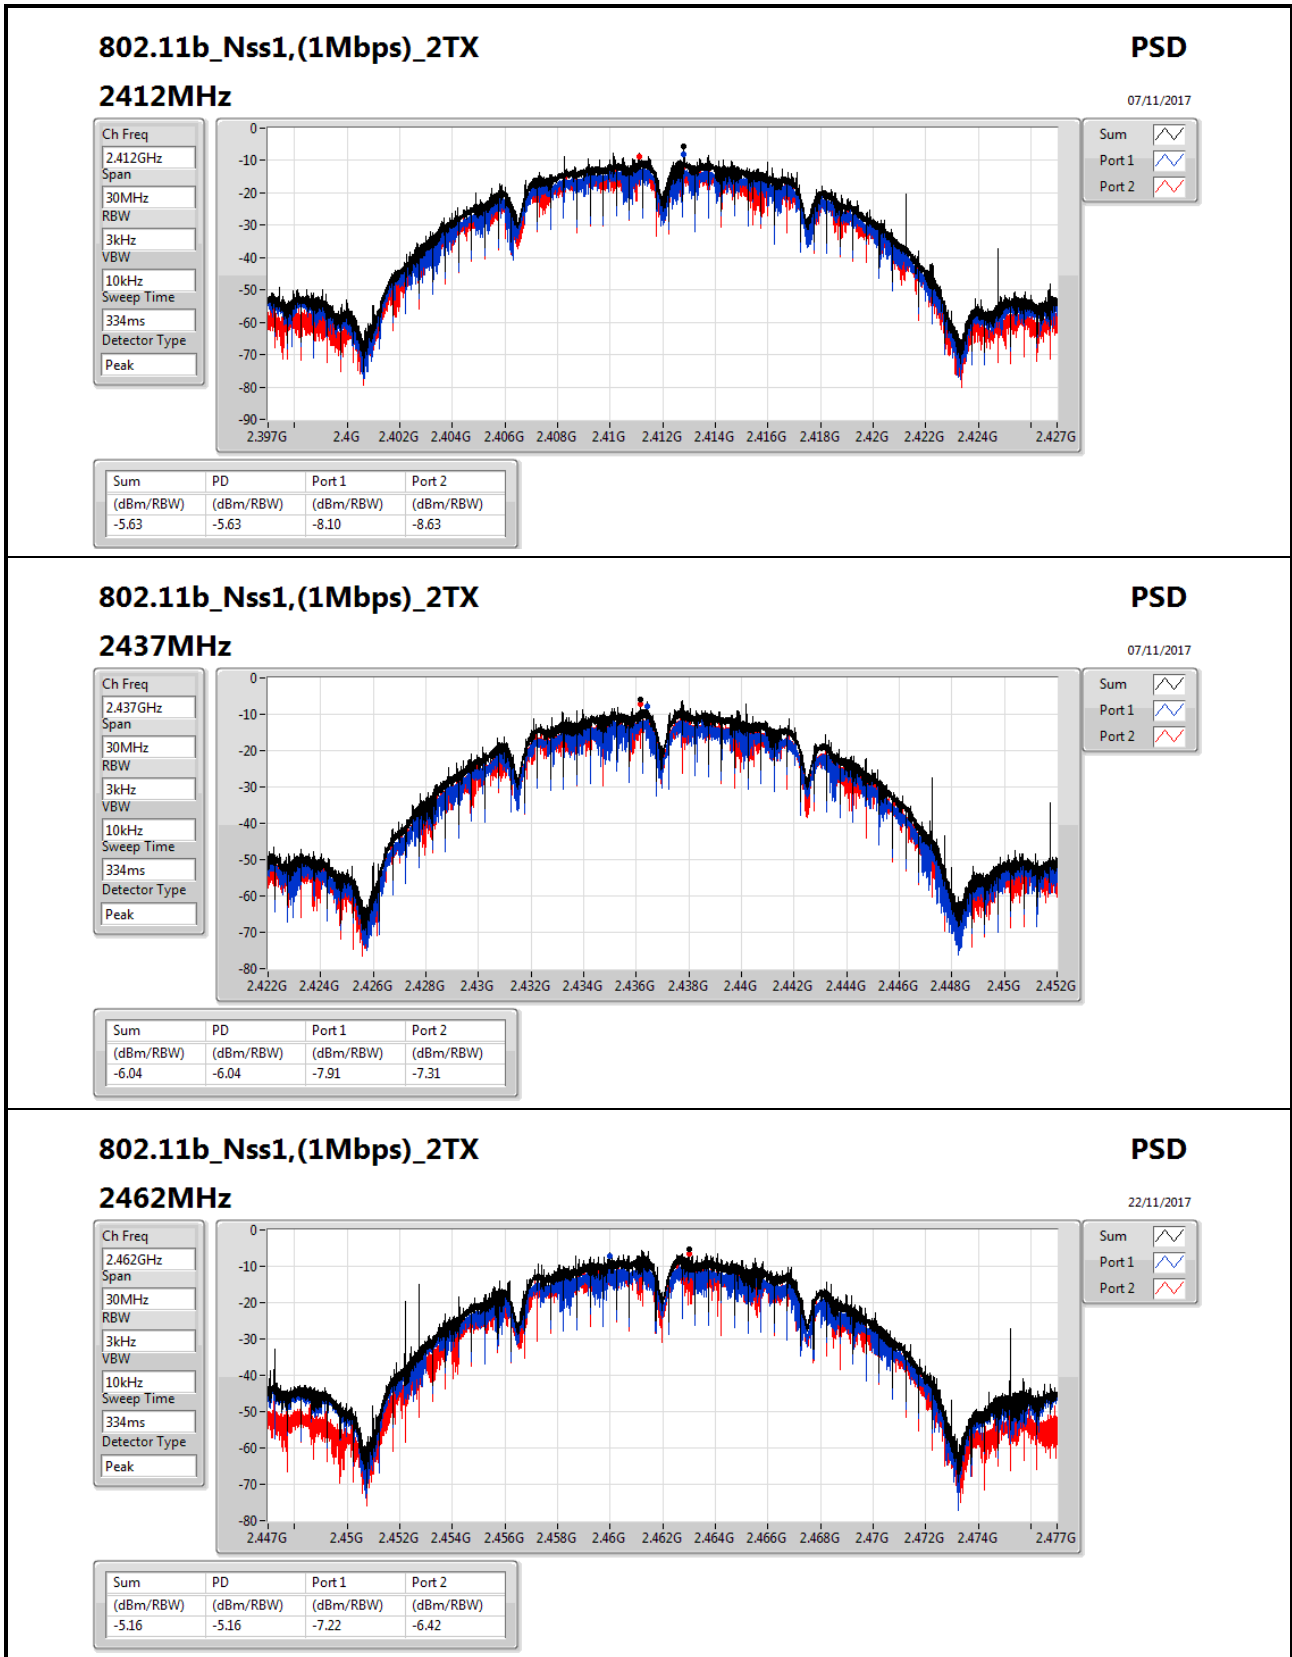 802.11b_Nss1,(1Mbps)_2TX PSD
2412MHz 07/11/2017
Ch Freq
2.412GHz
Span
30MHz
RBW
3kHz
VBW
10kHz
Sweep Time
334ms
Detector Type
Peak
0
-10
-20
-30
-40
-50
-60
-70
-80
-90
2.397G 2.4G 2.402G 2.404G 2.406G 2.408G 2.41G 2.412G 2.414G 2.416G 2.418G 2.42G 2.422G 2.424G 2.427G
Sum
Port 1
Port 2
Sum PD Port 1 Port 2
(dBm/RBW) (dBm/RBW) (dBm/RBW) (dBm/RBW)
-5.63 -5.63 -8.10 -8.63
802.11b_Nss1,(1Mbps)_2TX PSD
2437MHz 07/11/2017
Ch Freq
2.437GHz
Span
30MHz
RBW
3kHz
VBW
10kHz
Sweep Time
334ms
Detector Type
Peak
0
-10
-20
-30
-40
-50
-60
-70
-80
2.422G 2.424G 2.426G 2.428G 2.43G 2.432G 2.434G 2.436G 2.438G 2.44G 2.442G 2.444G 2.446G 2.448G 2.45G 2.452G
Sum
Port 1
Port 2
Sum PD Port 1 Port 2
(dBm/RBW) (dBm/RBW) (dBm/RBW) (dBm/RBW)
-6.04 -6.04 -7.91 -7.31
802.11b_Nss1,(1Mbps)_2TX PSD
2462MHz 22/11/2017
Ch Freq
2.462GHz
Span
30MHz
RBW
3kHz
VBW
10kHz
Sweep Time
334ms
Detector Type
Peak
0
-10
-20
-30
-40
-50
-60
-70
-80
2.447G 2.45G 2.452G 2.454G 2.456G 2.458G 2.46G 2.462G 2.464G 2.466G 2.468G 2.47G 2.472G 2.474G 2.477G
Sum
Port 1
Port 2
Sum PD Port 1 Port 2
(dBm/RBW) (dBm/RBW) (dBm/RBW) (dBm/RBW)
-5.16 -5.16 -7.22 -6.42